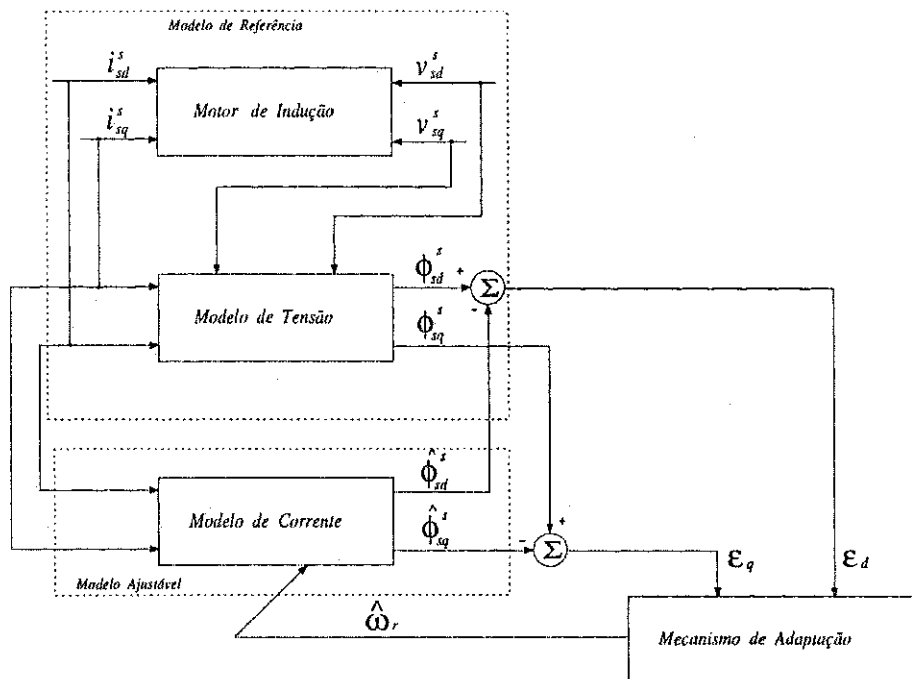 Modelo de Referência
i^s_sd
v^s_sd
Motor de Indução
i^s_sq
v^s_sq
ϕ^s_sd
+
Σ
-
Modelo de Tensão
ϕ^s_sq
ϕ̂^s_sd
Modelo de Corrente
ϕ̂^s_sq
+
-
Σ
ε_q
ε_d
Modelo Ajustável
ω̂_r
Mecanismo de Adaptação